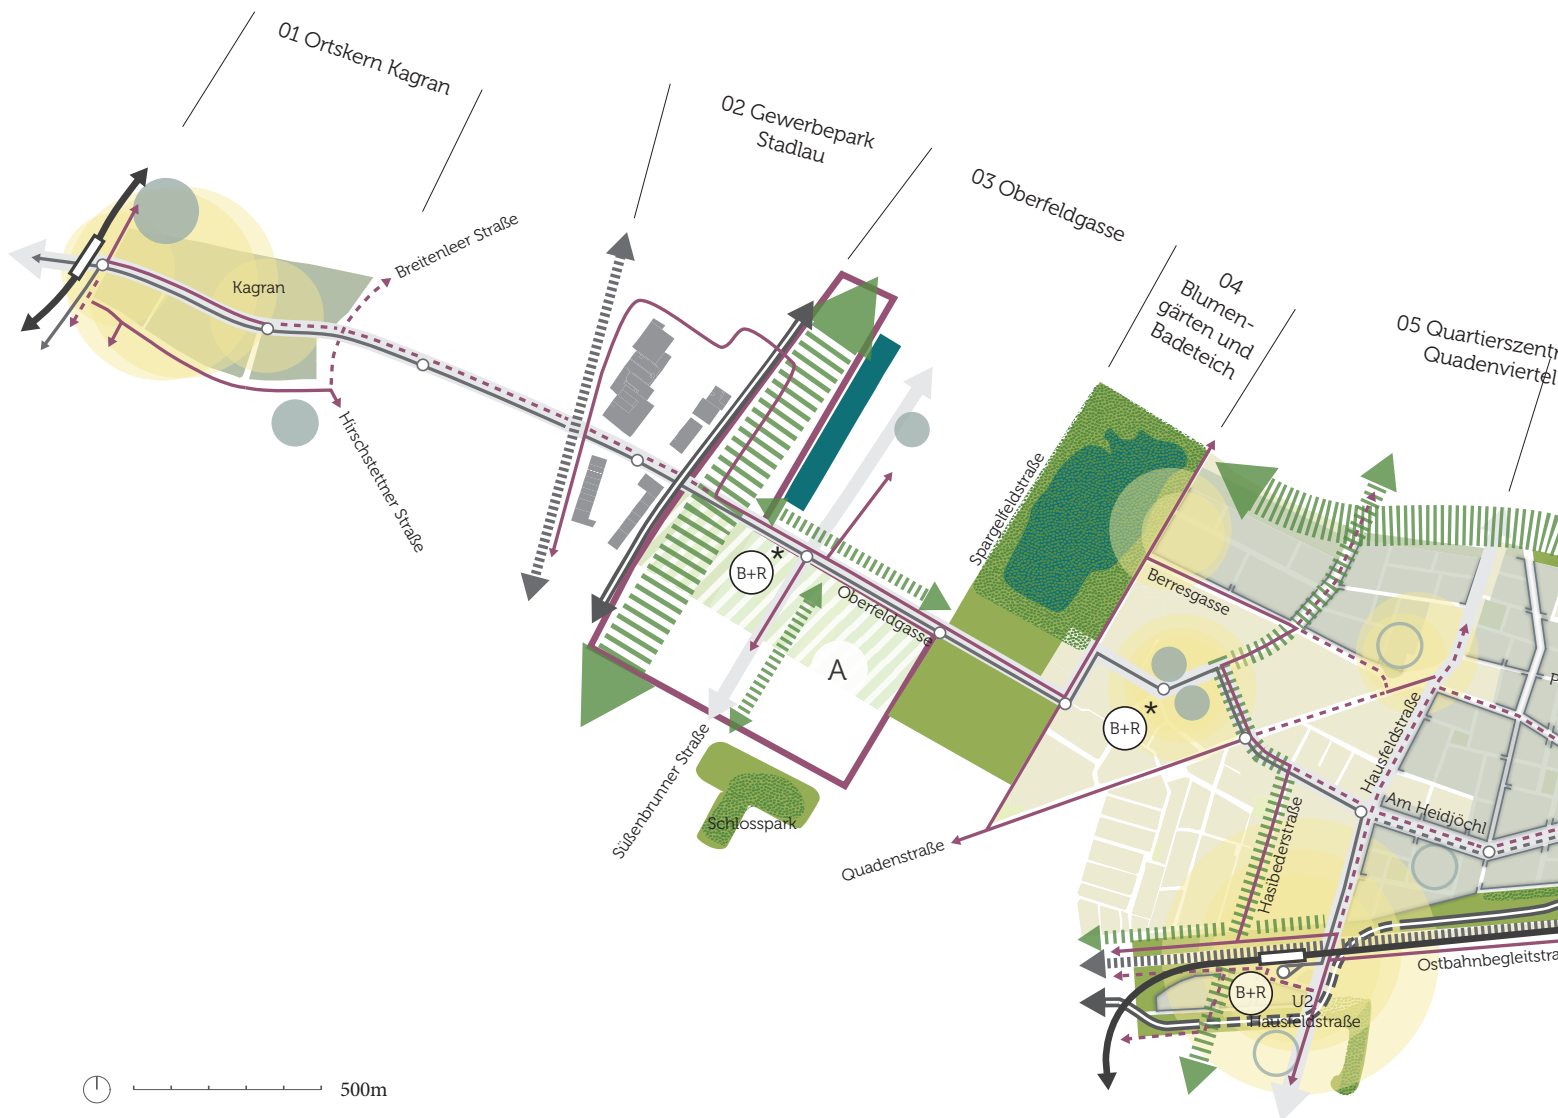 01 Ortskern Kagran
02 Gewerbepark
Stadlau
03 Oberfeldgasse
04
Blumen-
gärten und
Badeteich
05 Quartierszentr
Quadenviertel
Breitenleer Straße
Kagran
Hirschstettner Straße
Spargelfeldstraße
B+R
*
Oberfeldgasse
A
Berresgasse
B+R
*
Hausfeldstraße
P
Süßenbrunner Straße
Schlosspark
Quadenstraße
Am Heidjöchl
Hasibederstraße
Ostbahnbegleitstra
B+R
U2
Hausfeldstraße
500m